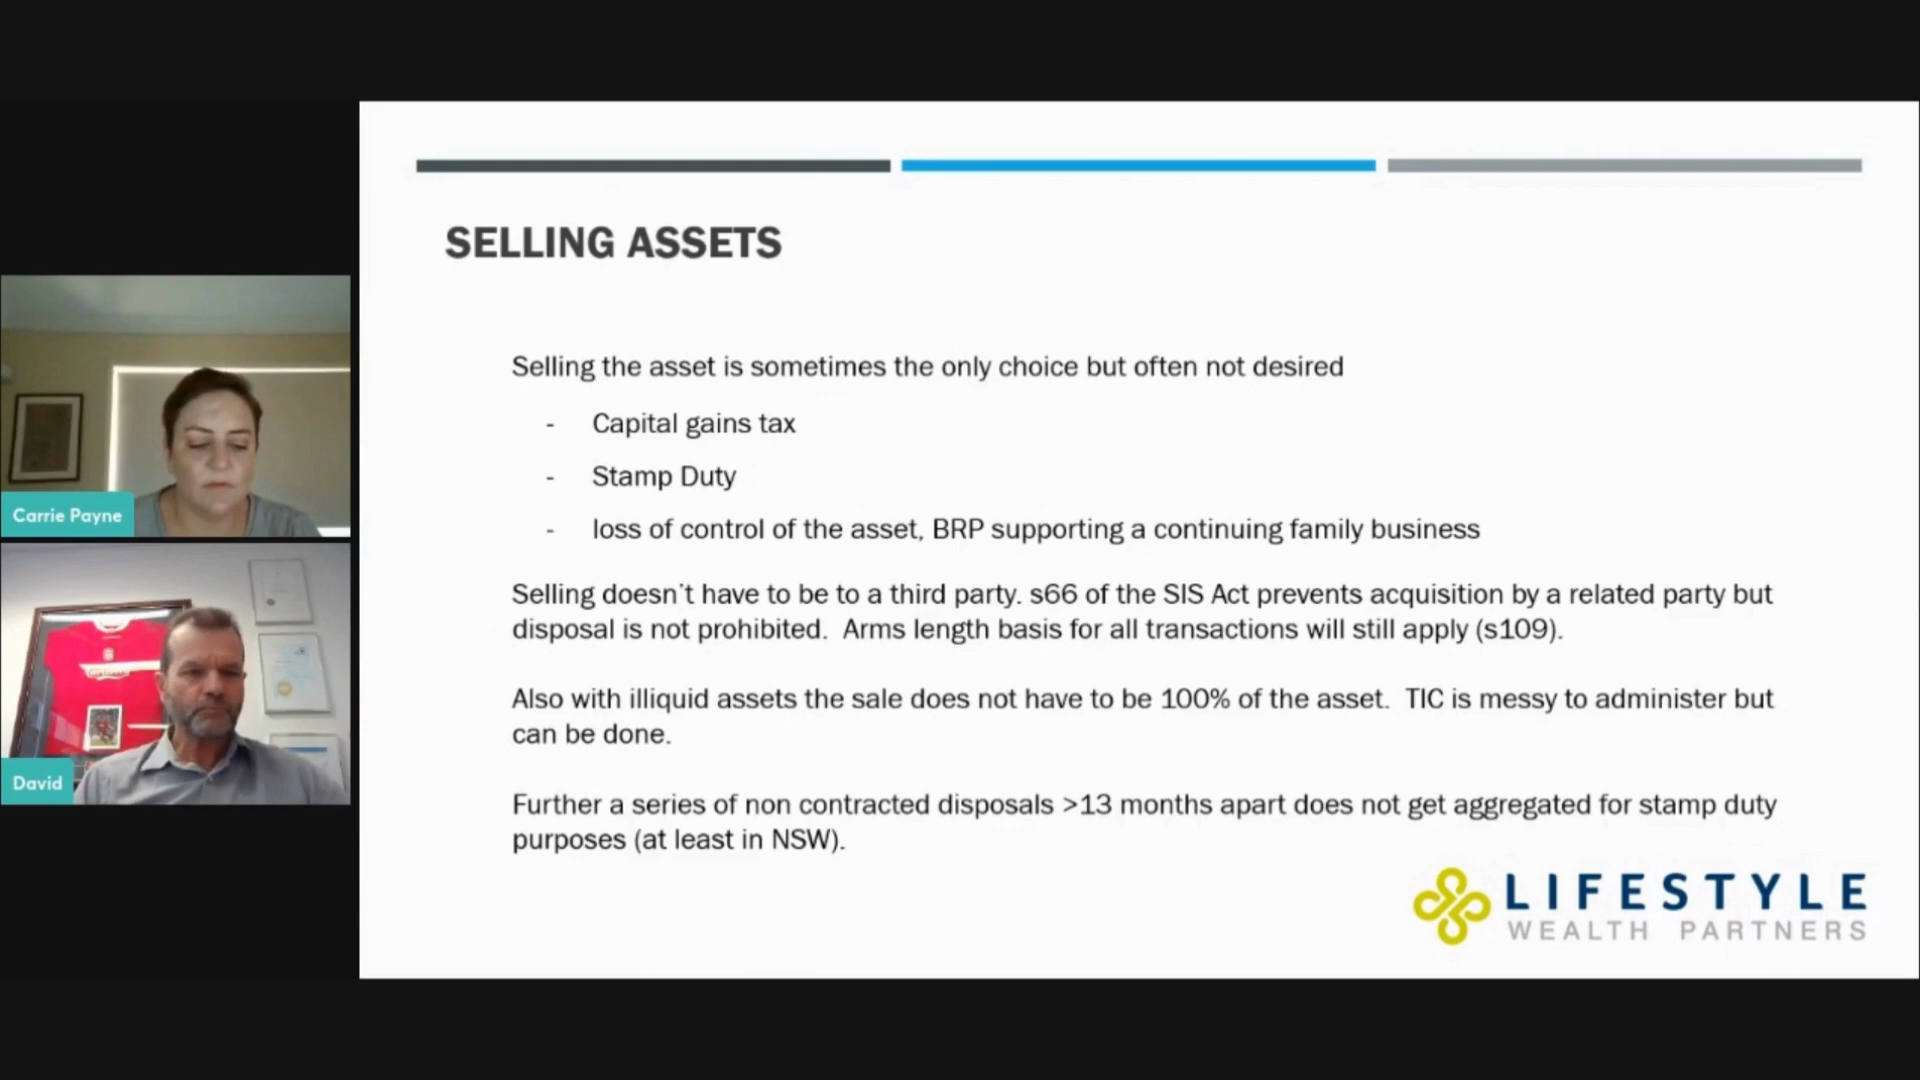 SELLING ASSETS
Selling the asset is sometimes the only choice but often not desired
- Capital gains tax
- Stamp Duty
- loss of control of the asset, BRP supporting a continuing family business
Selling doesn't have to be to a third party. s66 of the SIS Act prevents acquisition by a related party but
disposal is not prohibited. Arms length basis for all transactions will still apply (s109).
Also with illiquid assets the sale does not have to be 100% of the asset. TIC is messy to administer but
can be done.
Further a series of non contracted disposals >13 months apart does not get aggregated for stamp duty
purposes (at least in NSW).
LIFESTYLE
WEALTH PARTNERS
Carrie Payne
David